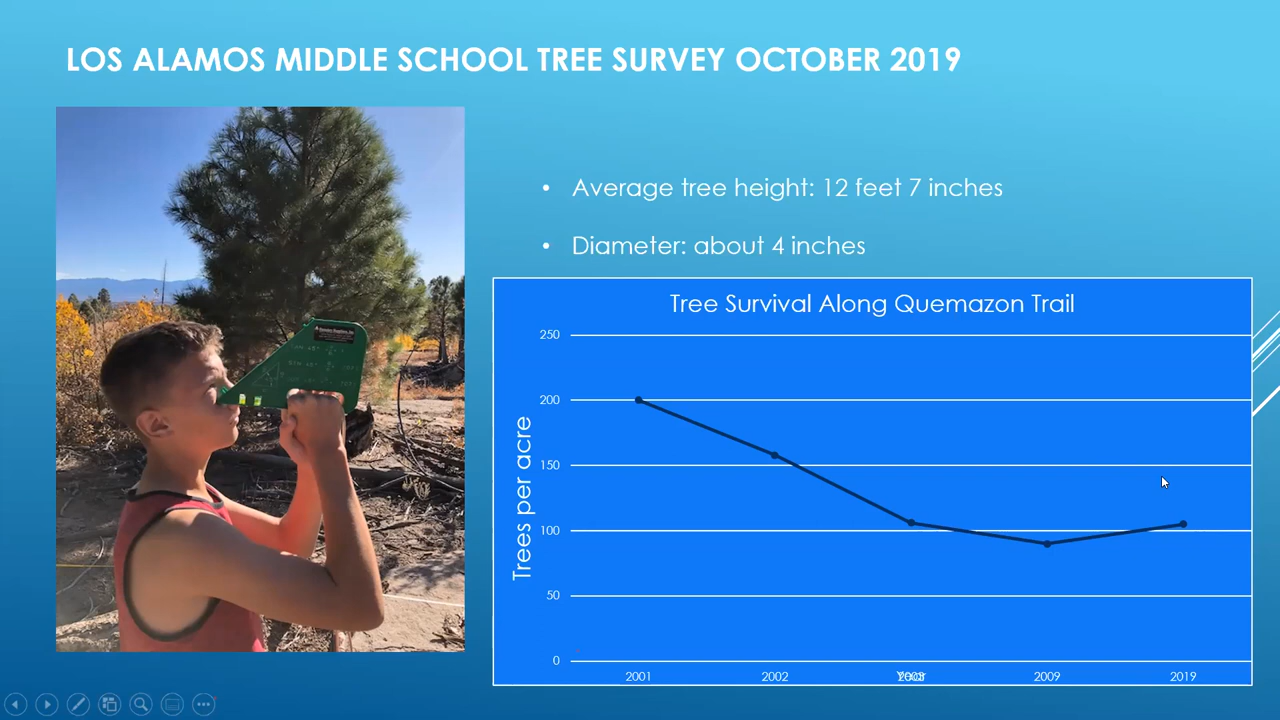 LOS ALAMOS MIDDLE SCHOOL TREE SURVEY OCTOBER 2019
• Average tree height: 12 feet 7 inches
• Diameter: about 4 inches
Tree Survival Along Quemazon Trail
Trees per acre
250
200
150
100
50
0
2001 2002 2009 2019
Year